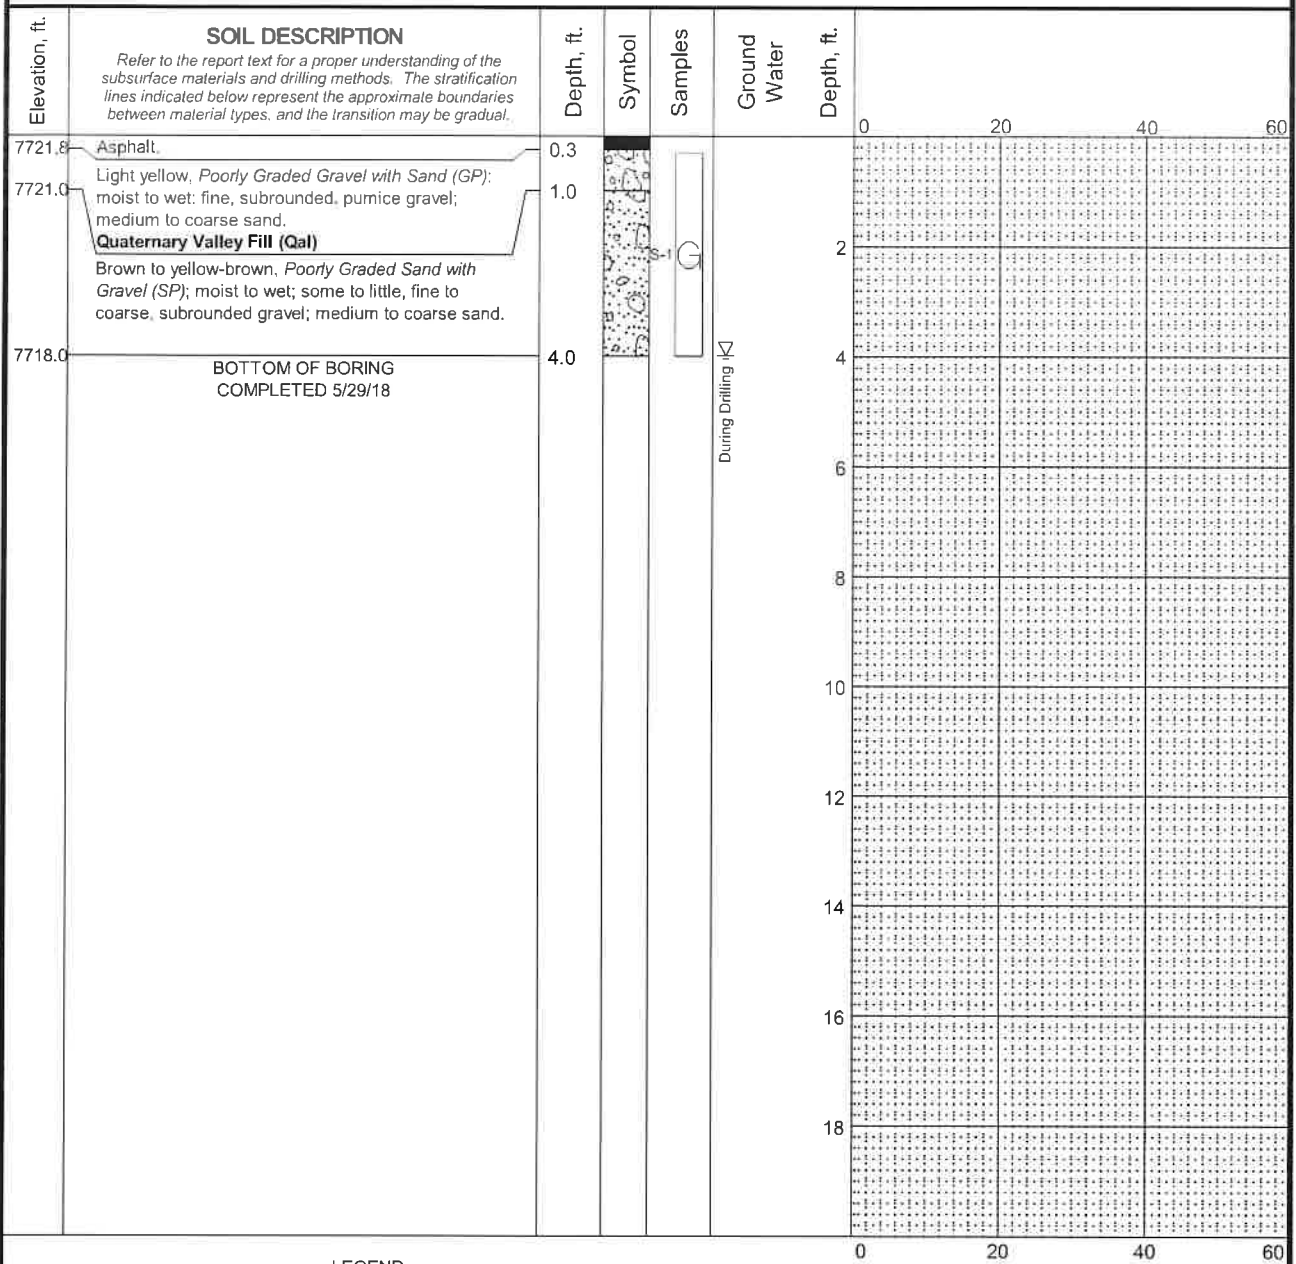 Elevation, ft.
SOIL DESCRIPTION
Refer to the report text for a proper understanding of the
subsurface materials and drilling methods. The stratification
lines indicated below represent the approximate boundaries
between material types, and the transition may be gradual.
Depth, ft.
Symbol
Samples
Ground
Water
Depth, ft.
0 20 40 60
7721.8 Asphalt. 0.3
Light yellow, Poorly Graded Gravel with Sand (GP);
7721.0 moist to wet; fine, subrounded, pumice gravel; 1.0
medium to coarse sand.
Quaternary Valley Fill (Qal)
Brown to yellow-brown, Poorly Graded Sand with
Gravel (SP); moist to wet; some to little, fine to
coarse, subrounded gravel; medium to coarse sand.
S-1
7718.0 4.0
BOTTOM OF BORING
COMPLETED 5/29/18
During Drilling
2
4
6
8
10
12
14
16
18
0 20 40 60
LEGEND